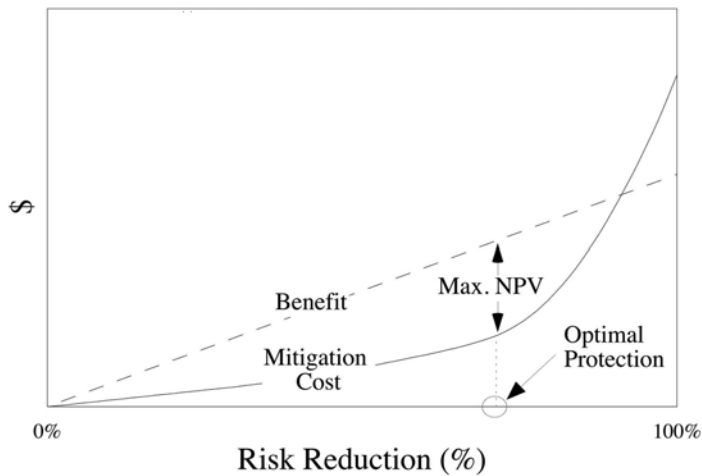 $
Benefit
Max. NPV
Mitigation
Cost
Optimal
Protection
0%
100%
Risk Reduction (%)